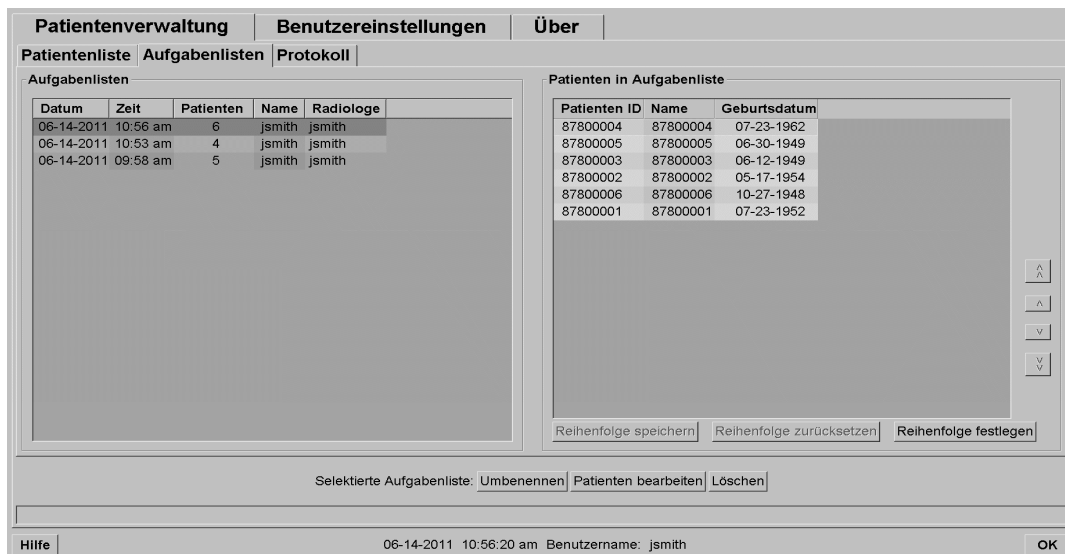 Patientenverwaltung Benutzereinstellungen Über
Patientenliste Aufgabenlisten Protokoll
Aufgabenlisten
Datum Zeit Patienten Name Radiologe
06-14-2011 10:56 am 6 jsmith jsmith
06-14-2011 10:53 am 4 jsmith jsmith
06-14-2011 09:58 am 5 jsmith jsmith
Patienten in Aufgabenliste
Patienten ID Name Geburtsdatum
87800004 87800004 07-23-1962
87800005 87800005 06-30-1949
87800003 87800003 06-12-1949
87800002 87800002 05-17-1954
87800006 87800006 10-27-1948
87800001 87800001 07-23-1952
Reihenfolge speichern Reihenfolge zurücksetzen Reihenfolge festlegen
Selektierte Aufgabenliste: Umbenennen Patienten bearbeiten Löschen
Hilfe 06-14-2011 10:56:20 am Benutzername: jsmith OK